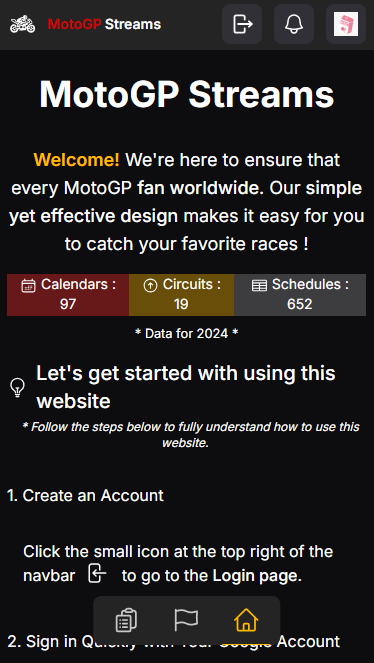 MotoGP Streams
MotoGP Streams
Welcome! We're here to ensure that
every MotoGP fan worldwide. Our simple
yet effective design makes it easy for you
to catch your favorite races !
Calendars :
97
Circuits :
19
Schedules :
652
* Data for 2024 *
Let's get started with using this
website
* Follow the steps below to fully understand how to use this
website.
1. Create an Account
Click the small icon at the top right of the
navbar to go to the Login page.
2. Sign in Quickly with Your Google Account